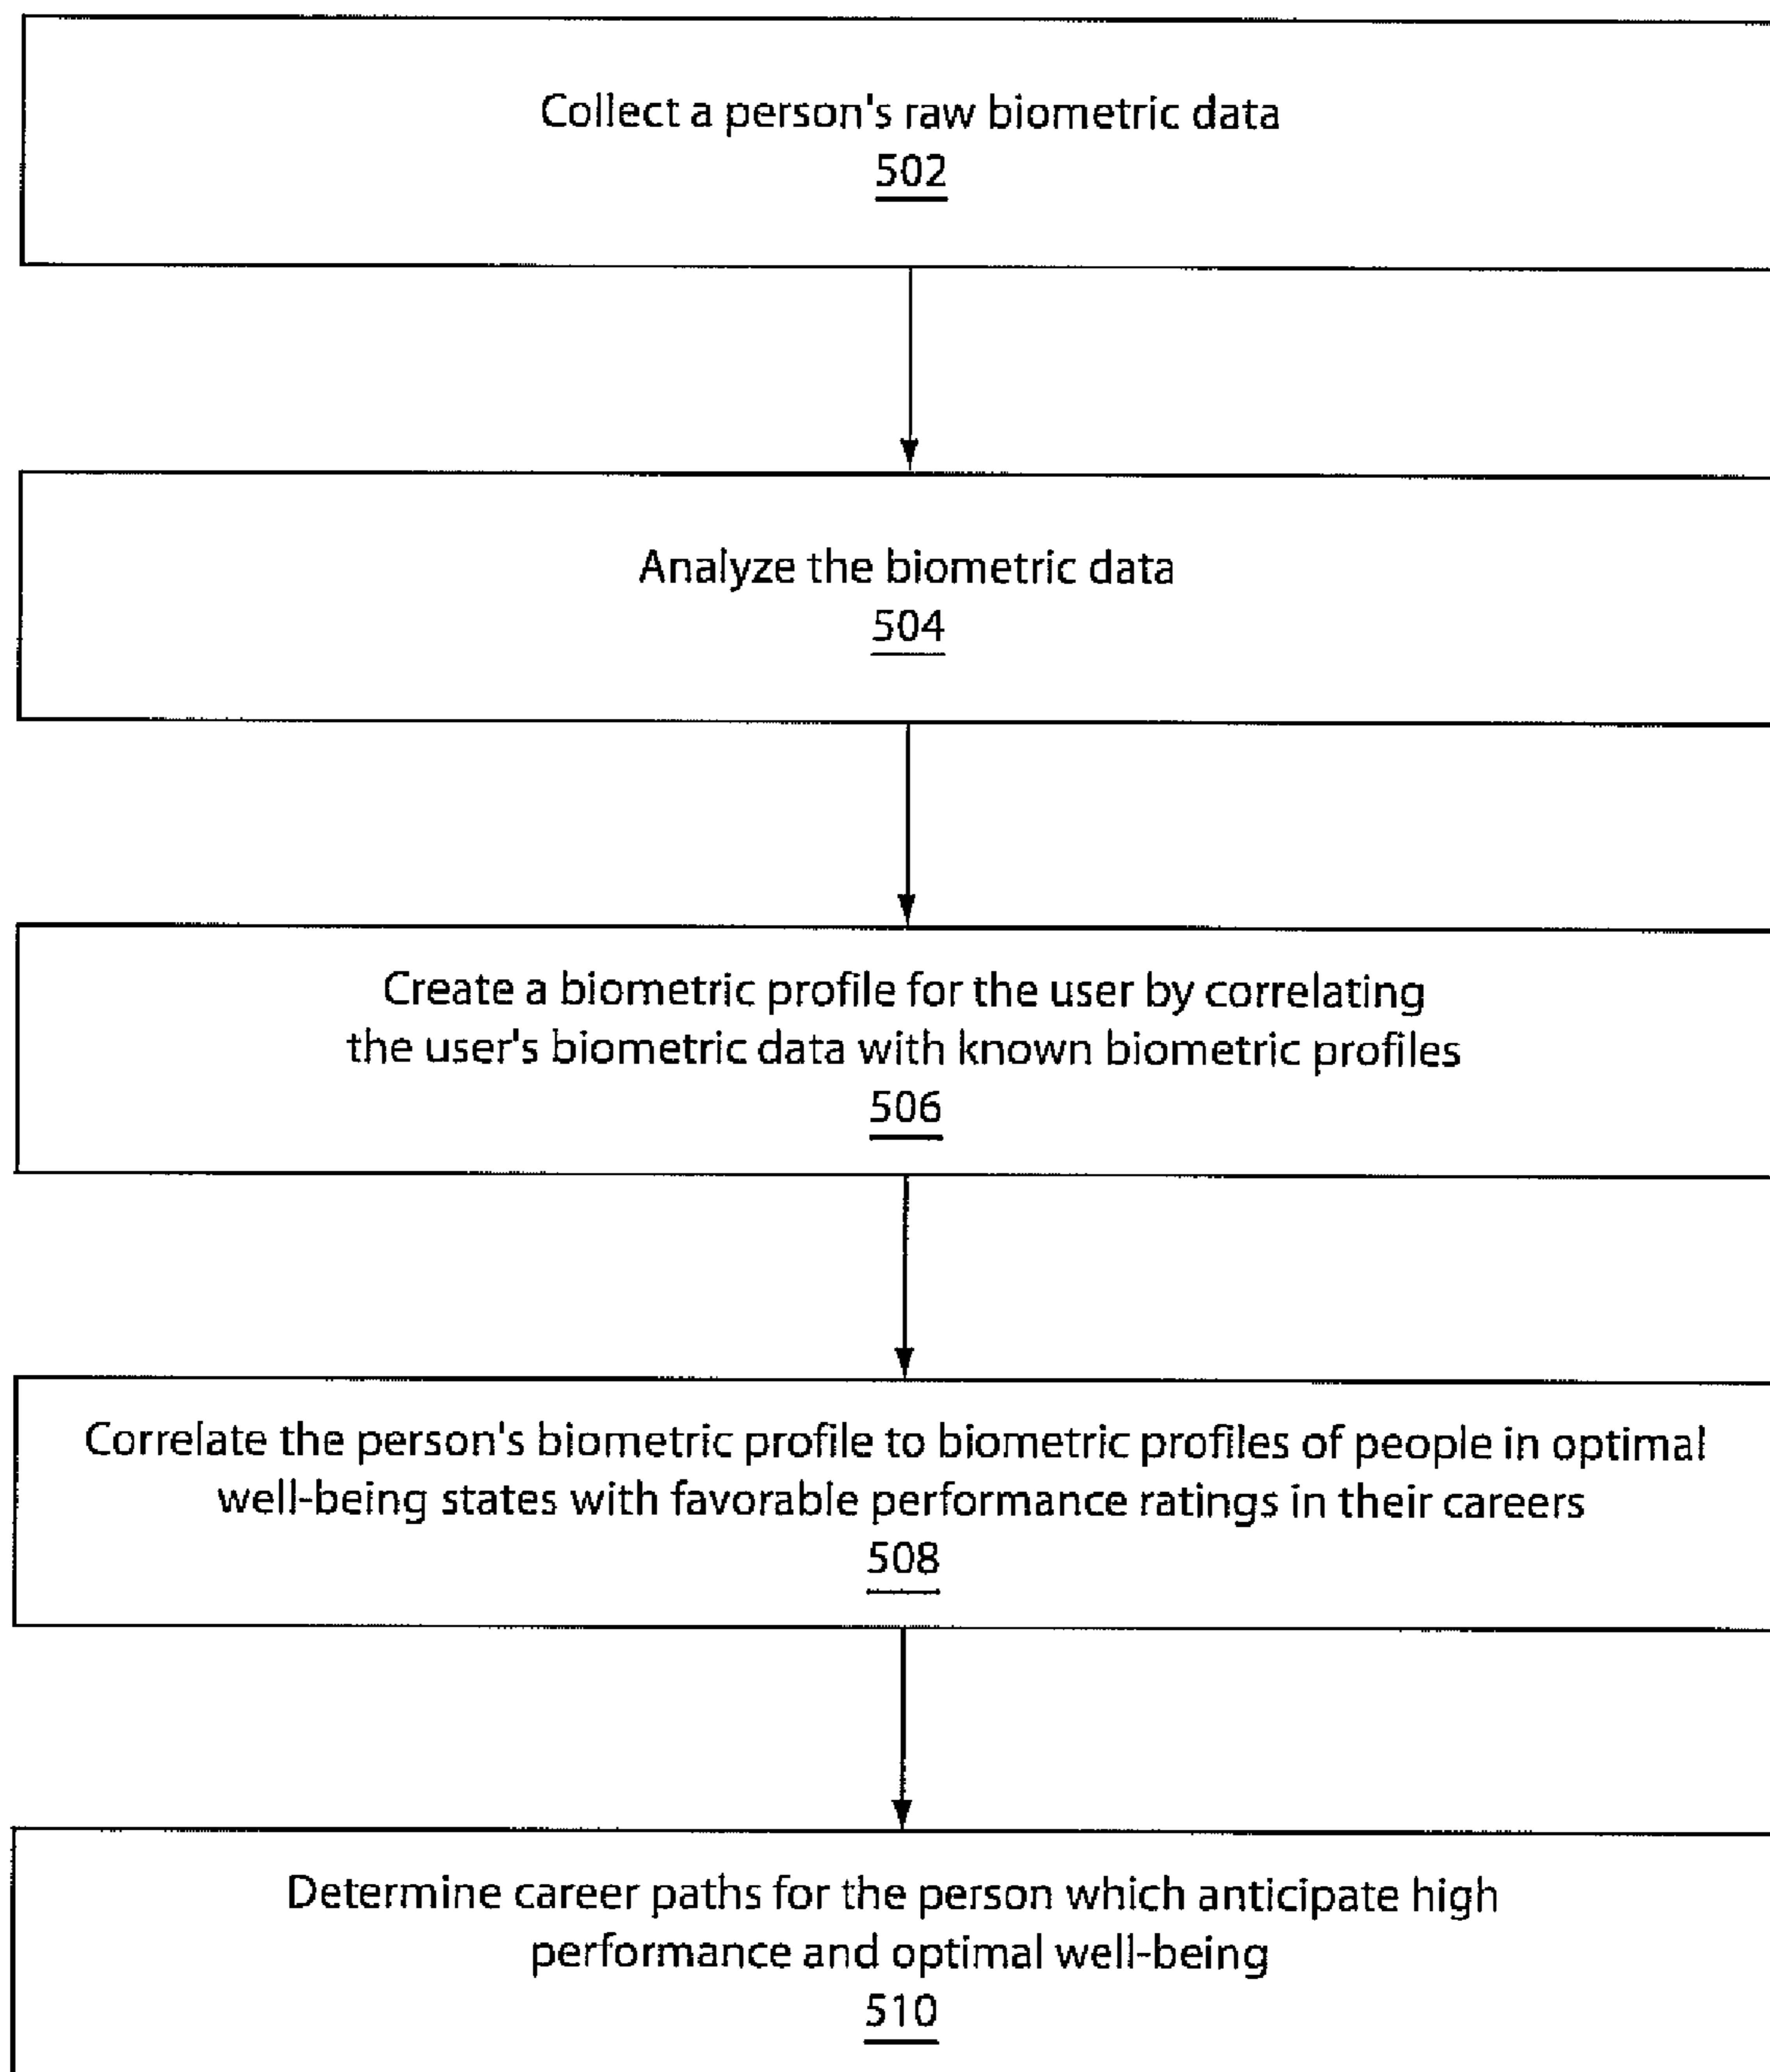 Collect a person's raw biometric data
502
Analyze the biometric data
504
Create a biometric profile for the user by correlating
the user's biometric data with known biometric profiles
506
Correlate the person's biometric profile to biometric profiles of people in optimal
well-being states with favorable performance ratings in their careers
508
Determine career paths for the person which anticipate high
performance and optimal well-being
510